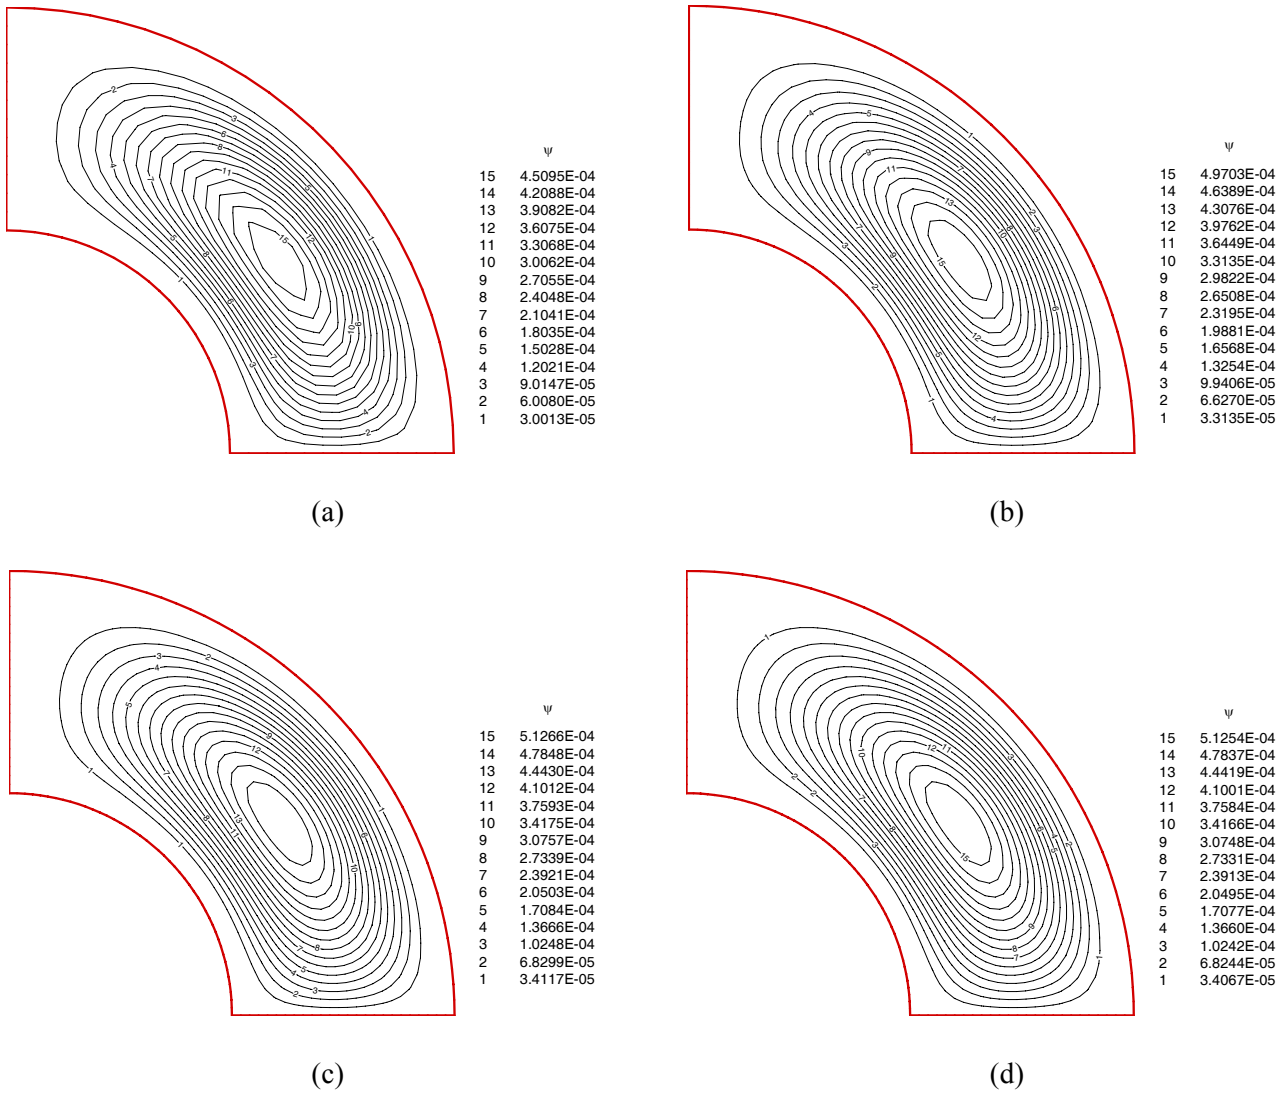 ψ
15 4.5095E-04
14 4.2088E-04
13 3.9082E-04
12 3.6075E-04
11 3.3068E-04
10 3.0062E-04
9 2.7055E-04
8 2.4048E-04
7 2.1041E-04
6 1.8035E-04
5 1.5028E-04
4 1.2021E-04
3 9.0147E-05
2 6.0080E-05
1 3.0013E-05
(a)
ψ
15 4.9703E-04
14 4.6389E-04
13 4.3076E-04
12 3.9762E-04
11 3.6449E-04
10 3.3135E-04
9 2.9822E-04
8 2.6508E-04
7 2.3195E-04
6 1.9881E-04
5 1.6568E-04
4 1.3254E-04
3 9.9406E-05
2 6.6270E-05
1 3.3135E-05
(b)
ψ
15 5.1266E-04
14 4.7848E-04
13 4.4430E-04
12 4.1012E-04
11 3.7593E-04
10 3.4175E-04
9 3.0757E-04
8 2.7339E-04
7 2.3921E-04
6 2.0503E-04
5 1.7084E-04
4 1.3666E-04
3 1.0248E-04
2 6.8299E-05
1 3.4117E-05
(c)
ψ
15 5.1254E-04
14 4.7837E-04
13 4.4419E-04
12 4.1001E-04
11 3.7584E-04
10 3.4166E-04
9 3.0748E-04
8 2.7331E-04
7 2.3913E-04
6 2.0495E-04
5 1.7077E-04
4 1.3660E-04
3 1.0242E-04
2 6.8244E-05
1 3.4067E-05
(d)